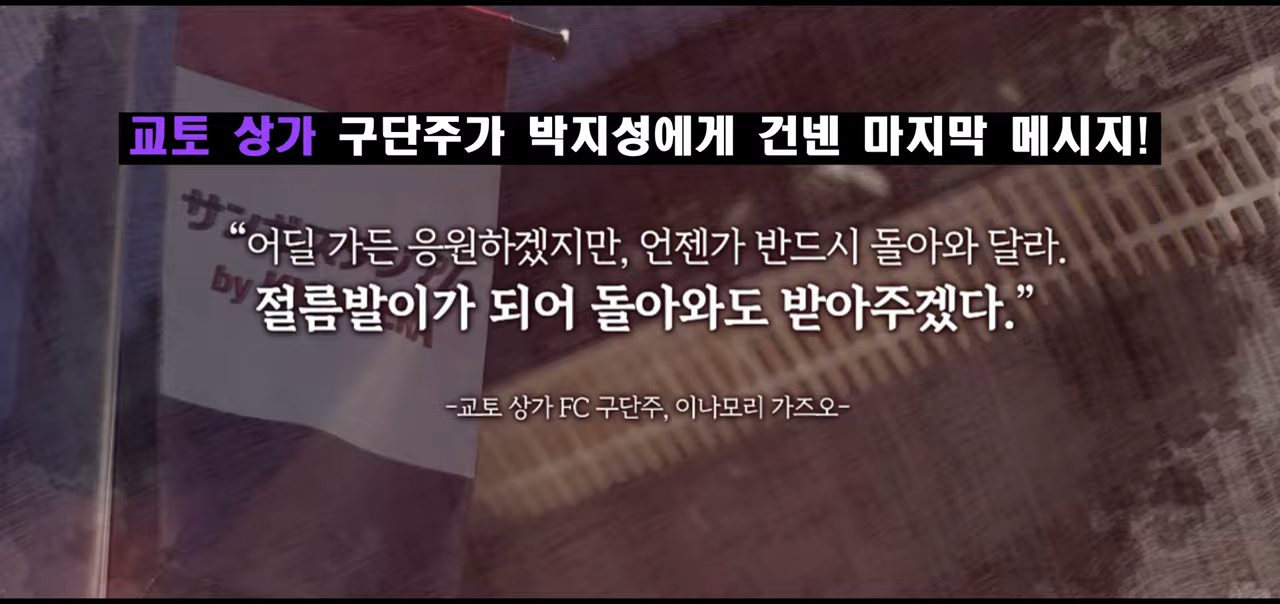 교토 상가 구단주가 박지성에게 건넨 마지막 메시지!
“어딜 가든 응원하겠지만, 언젠가 반드시 돌아와 달라.
절름발이가 되어 돌아와도 받아주겠다.”
-교토 상가 FC 구단주, 이나모리 가즈오-
by